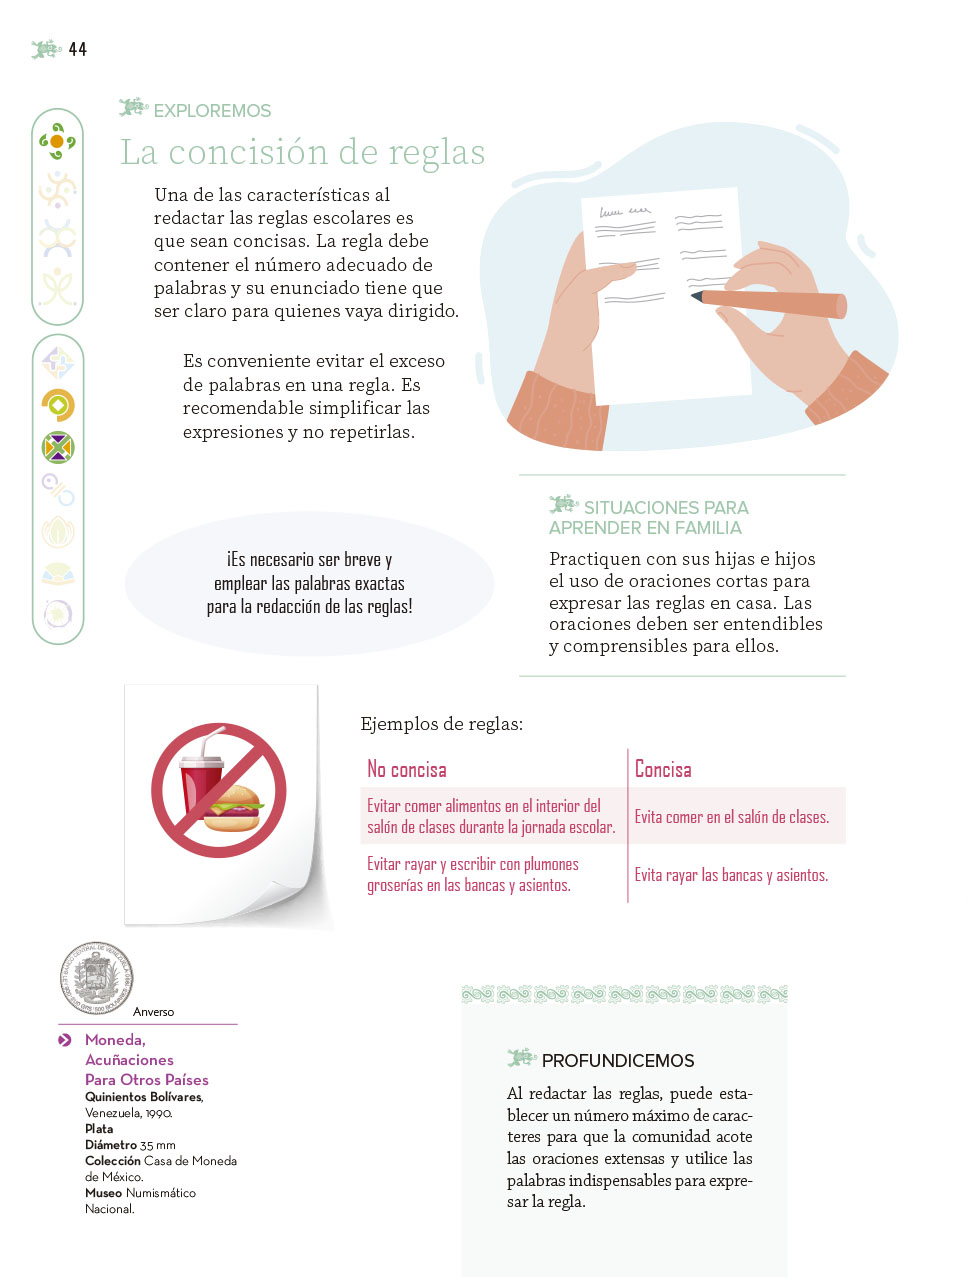 44
EXPLOREMOS
La concisión de reglas
Una de las características al
redactar las reglas escolares es
que sean concisas. La regla debe
contener el número adecuado de
palabras y su enunciado tiene que
ser claro para quienes vaya dirigido.
Es conveniente evitar el exceso
de palabras en una regla. Es
recomendable simplificar las
expresiones y no repetirlas.
¡Es necesario ser breve y
emplear las palabras exactas
para la redacción de las reglas!
SITUACIONES PARA
APRENDER EN FAMILIA
Practiquen con sus hijas e hijos
el uso de oraciones cortas para
expresar las reglas en casa. Las
oraciones deben ser entendibles
y comprensibles para ellos.
Ejemplos de reglas:
No concisa
Concisa
Evitar comer alimentos en el interior del
salón de clases durante la jornada escolar.
Evita comer en el salón de clases.
Evitar rayar y escribir con plumones
groserías en las bancas y asientos.
Evita rayar las bancas y asientos.
Anverso
Moneda,
Acuñaciones
Para Otros Países
Quinientos Bolívares,
Venezuela, 1990.
Plata
Diámetro 35 mm
Colección Casa de Moneda
de México.
Museo Numismático
Nacional.
PROFUNDICEMOS
Al redactar las reglas, puede esta-
blecer un número máximo de carac-
teres para que la comunidad acote
las oraciones extensas y utilice las
palabras indispensables para expre-
sar la regla.